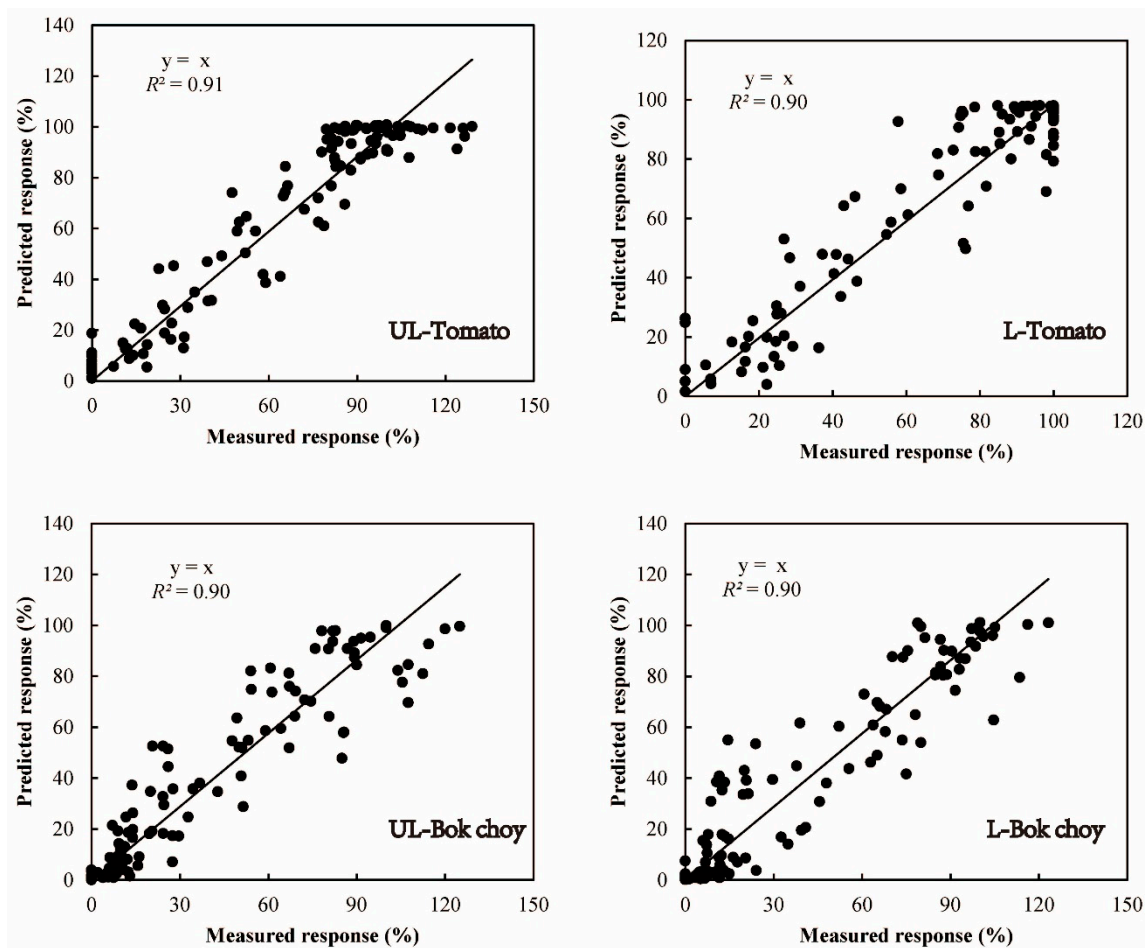 140
120
100
80
60
40
20
0
Predicted response (%)
y = x
R² = 0.91
UL-Tomato
0 30 60 90 120 150
Measured response (%)
120
100
80
60
40
20
0
Predicted response (%)
y = x
R² = 0.90
L-Tomato
0 20 40 60 80 100 120
Measured response (%)
140
120
100
80
60
40
20
0
Predicted response (%)
y = x
R² = 0.90
UL-Bok choy
0 30 60 90 120 150
Measured response (%)
140
120
100
80
60
40
20
0
Predicted response (%)
y = x
R² = 0.90
L-Bok choy
0 30 60 90 120 150
Measured response (%)